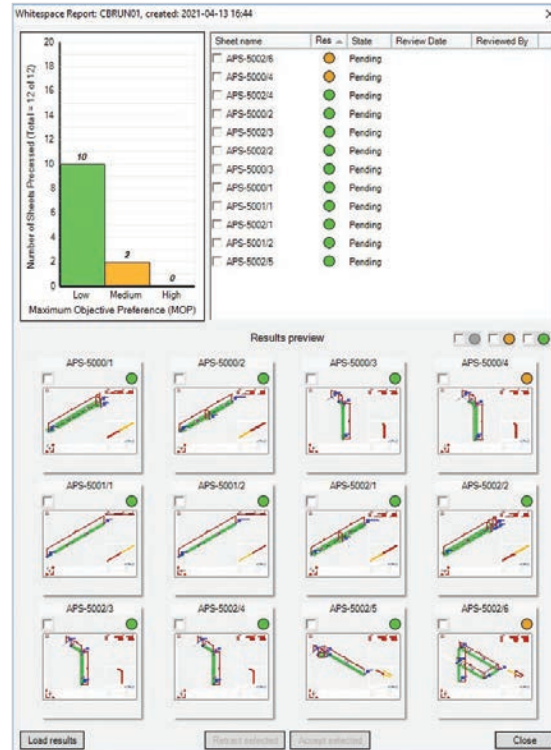 Whitespace Report: CBRUN01, created: 2021-04-13 16:44
Number of Sheets Processed (Total = 12 of 12)
20
18
16
14
12
10
8
6
4
2
0
10
2
0
Low Medium High
Maximum Objective Preference (MOP)
Sheet name Res State Review Date Reviewed By
APS-5002/6 Pending
APS-5000/4 Pending
APS-5002/4 Pending
APS-5000/2 Pending
APS-5002/3 Pending
APS-5002/2 Pending
APS-5000/3 Pending
APS-5000/1 Pending
APS-5001/1 Pending
APS-5002/1 Pending
APS-5001/2 Pending
APS-5002/5 Pending
Results preview
APS-5000/1 APS-5000/2 APS-5000/3 APS-5000/4
APS-5001/1 APS-5001/2 APS-5002/1 APS-5002/2
APS-5002/3 APS-5002/4 APS-5002/5 APS-5002/6
Load results Retract selected Accept selected Close